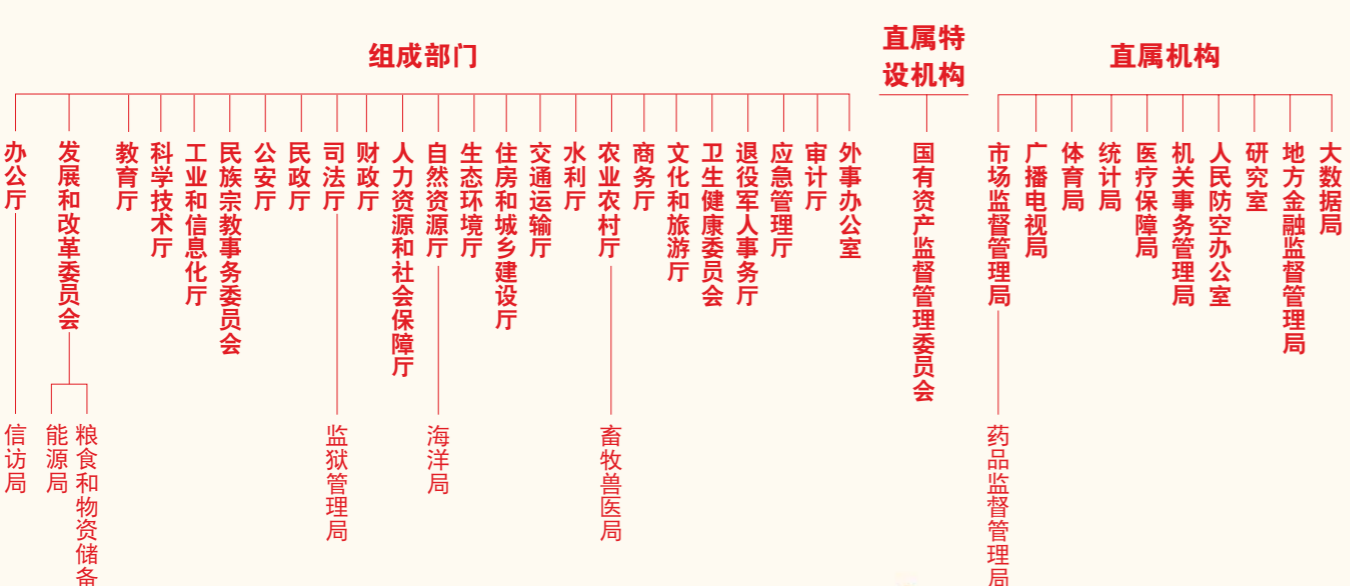 组成部门
直属特
设机构
直属机构
办公厅
发展和改革委员会
教育厅
科学技术厅
工业和信息化厅
民族宗教事务委员会
公安厅
民政厅
司法厅
财政厅
人力资源和社会保障厅
自然资源厅
生态环境厅
住房和城乡建设厅
交通运输厅
水利厅
农业农村厅
商务厅
文化和旅游厅
卫生健康委员会
退役军人事务厅
应急管理厅
审计厅
外事办公室
国有资产监督管理委员会
市场监督管理局
广播电视局
体育局
统计局
医疗保障局
机关事务管理局
人民防空办公室
研究室
地方金融监督管理局
大数据局
信访局
能源局
粮食和物资储备
监狱管理局
海洋局
畜牧兽医局
药品监督管理局